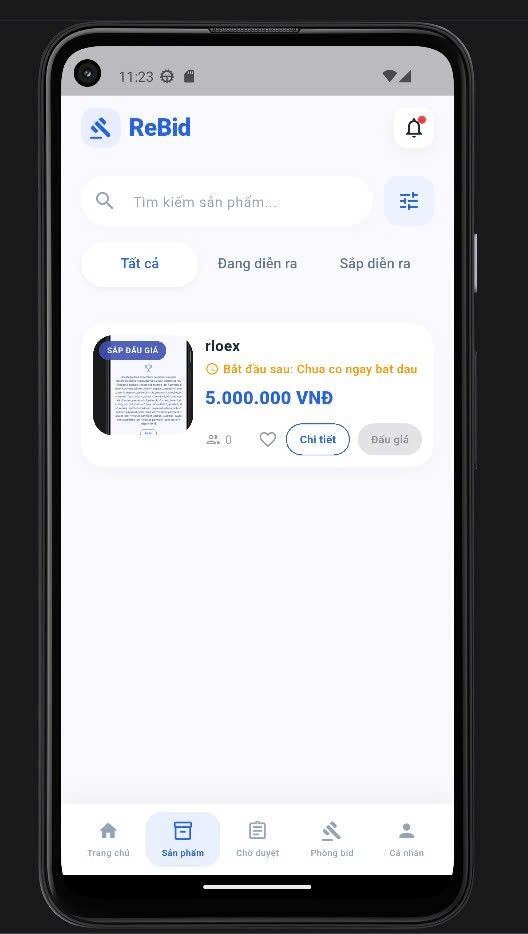 11:23
ReBid
Tìm kiếm sản phẩm...
Tất cả
Đang diễn ra
Sắp diễn ra
SẮP ĐẤU GIÁ
rloex
Bắt đầu sau: Chua co ngay bat dau
5.000.000 VNĐ
0
Chi tiết
Đấu giá
Trang chủ
Sản phẩm
Chờ duyệt
Phòng bid
Cá nhân